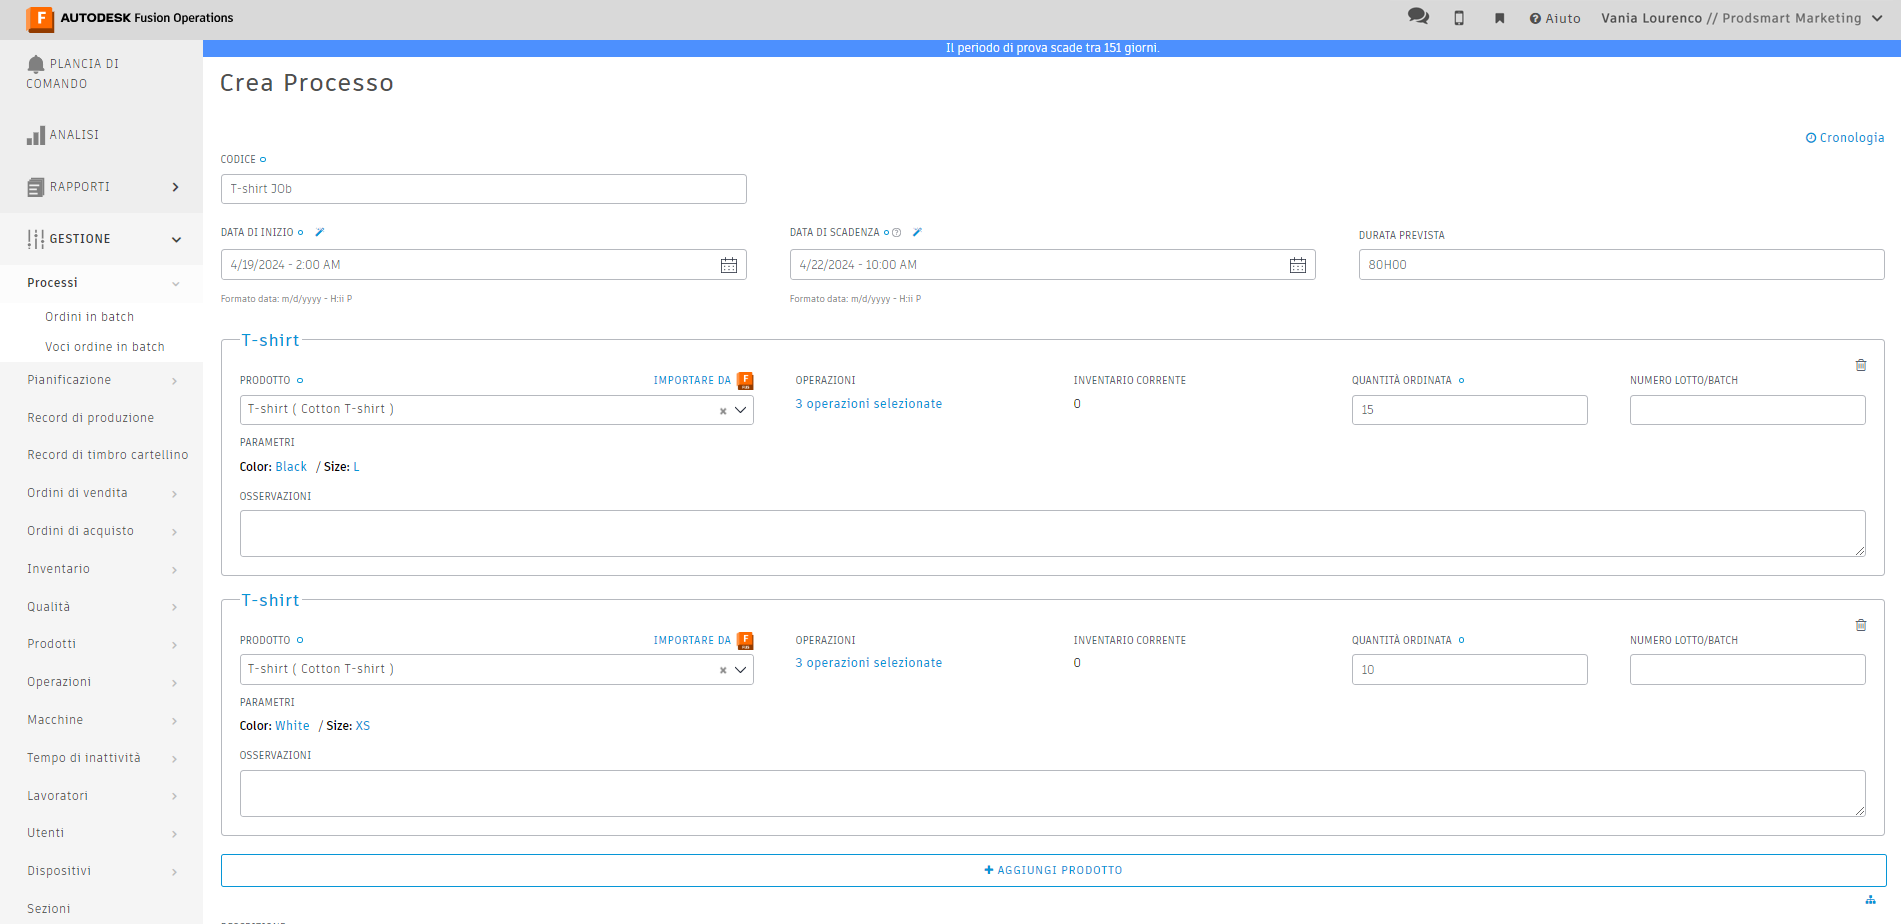 AUTODESK Fusion Operations
Aiuto
Vania Lourenco // Prodsmart Marketing
PLANCIA DI
COMANDO
ANALISI
RAPPORTI
GESTIONE
Processi
Ordini in batch
Voci ordine in batch
Pianificazione
Record di produzione
Record di timbro cartellino
Ordini di vendita
Ordini di acquisto
Inventario
Qualità
Prodotti
Operazioni
Macchine
Tempo di inattività
Lavoratori
Utenti
Dispositivi
Sezioni
Il periodo di prova scade tra 151 giorni.
Crea Processo
Cronologia
CODICE
T-shirt JOb
DATA DI INIZIO
4/19/2024 - 2:00 AM
Formato data: m/d/yyyy - H:ii P
DATA DI SCADENZA
4/22/2024 - 10:00 AM
Formato data: m/d/yyyy - H:ii P
DURATA PREVISTA
80H00
T-shirt
PRODOTTO
IMPORTARE DA
T-shirt ( Cotton T-shirt )
OPERAZIONI
3 operazioni selezionate
INVENTARIO CORRENTE
0
QUANTITÀ ORDINATA
15
NUMERO LOTTO/BATCH
PARAMETRI
Color: Black / Size: L
OSSERVAZIONI
T-shirt
PRODOTTO
IMPORTARE DA
T-shirt ( Cotton T-shirt )
OPERAZIONI
3 operazioni selezionate
INVENTARIO CORRENTE
0
QUANTITÀ ORDINATA
10
NUMERO LOTTO/BATCH
PARAMETRI
Color: White / Size: XS
OSSERVAZIONI
+ AGGIUNGI PRODOTTO